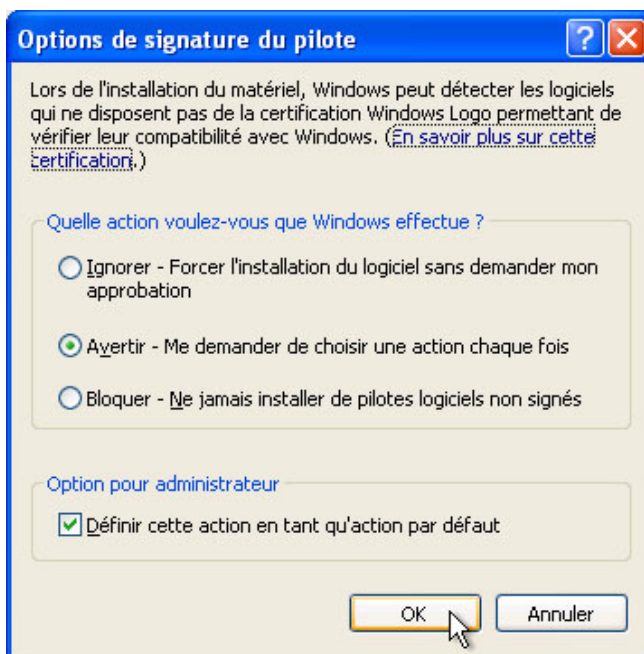 Options de signature du pilote
Lors de l'installation du matériel, Windows peut détecter les logiciels
qui ne disposent pas de la certification Windows Logo permettant de
vérifier leur compatibilité avec Windows. (En savoir plus sur cette
certification.)
Quelle action voulez-vous que Windows effectue ?
Ignorer - Forcer l'installation du logiciel sans demander mon
approbation
Avertir - Me demander de choisir une action chaque fois
Bloquer - Ne jamais installer de pilotes logiciels non signés
Option pour administrateur
Définir cette action en tant qu'action par défaut
OK Annuler